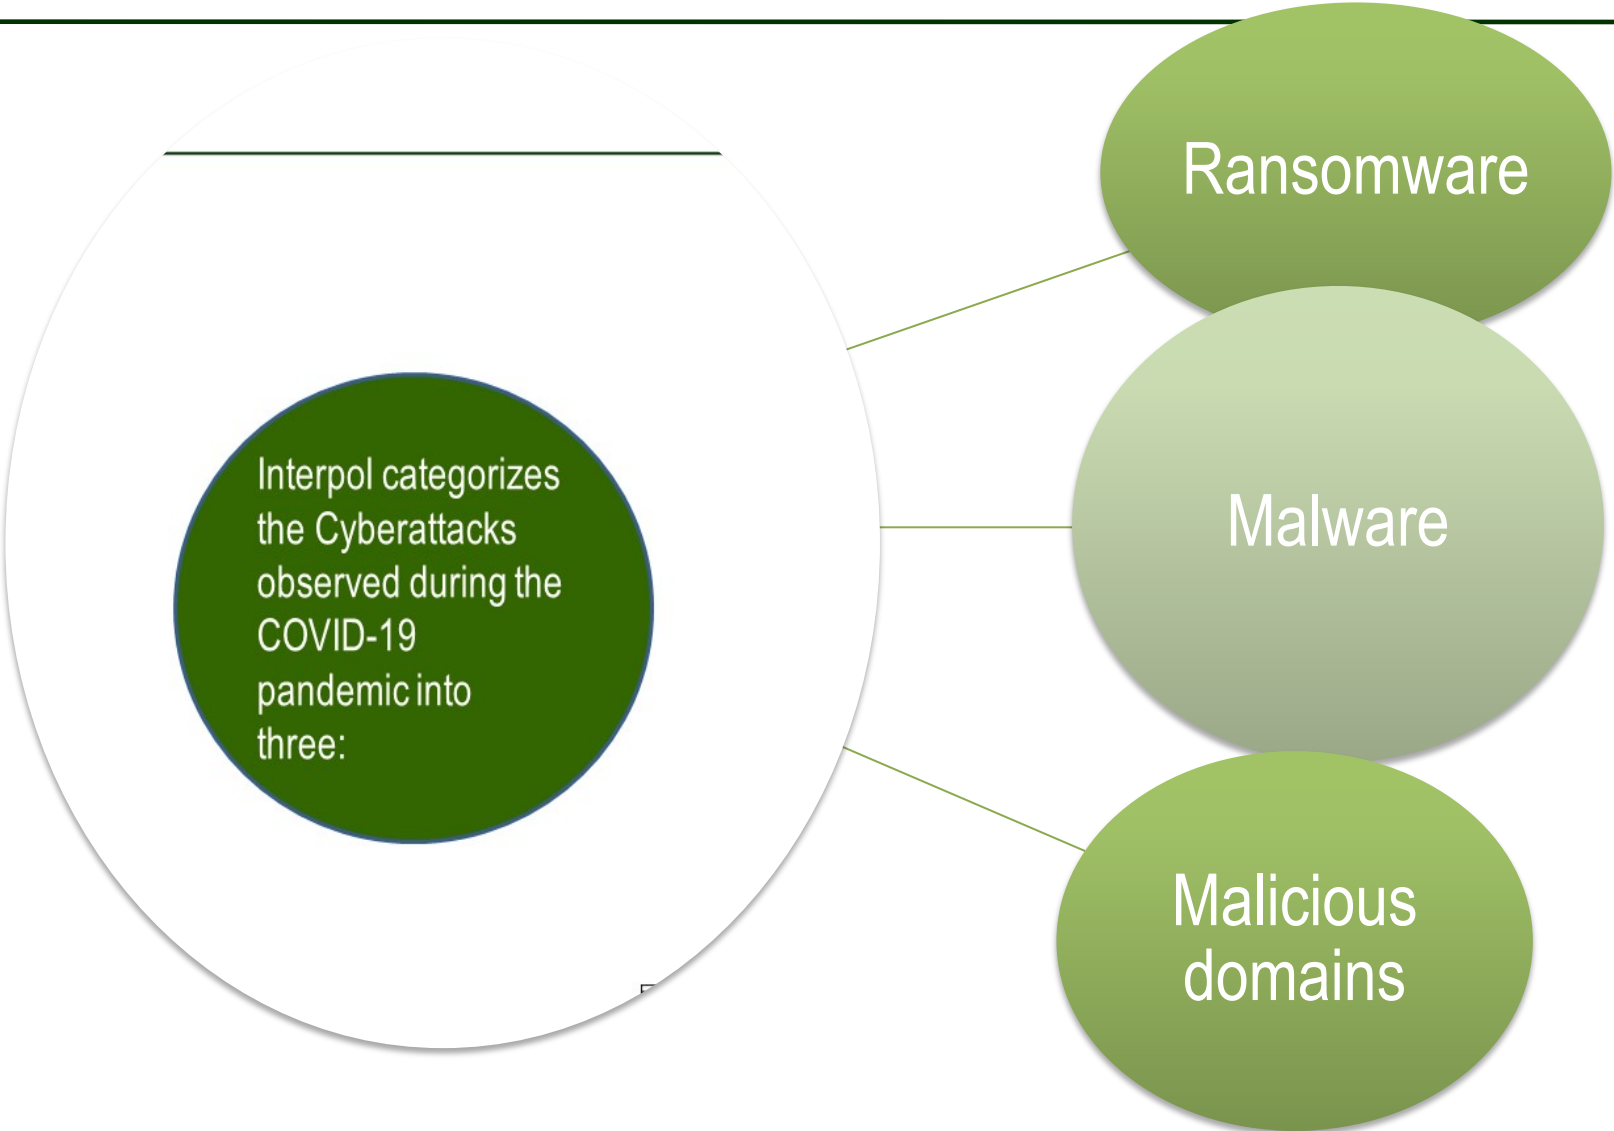 Interpol categorizes
the Cyberattacks
observed during the
COVID-19
pandemic into
three:
Ransomware
Malware
Malicious
domains